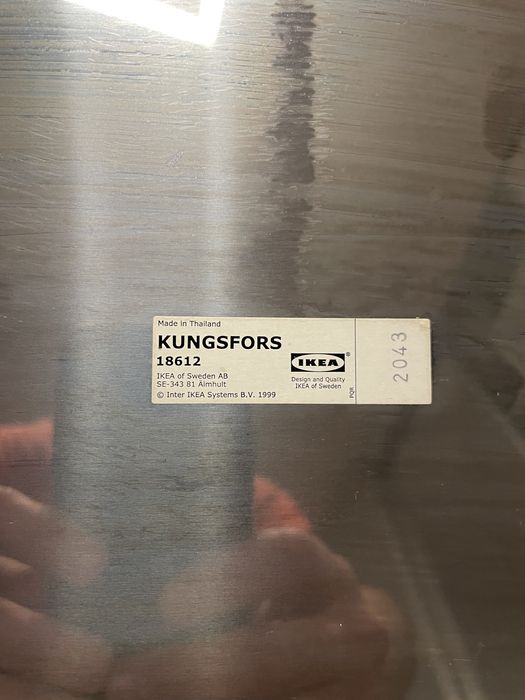 Made in Thailand
KUNGSFORS
18612
IKEA of Sweden AB
SE-343 81 Älmhult
© Inter IKEA Systems B.V. 1999
IKEA®
Design and Quality
IKEA of Sweden
PQR
2043